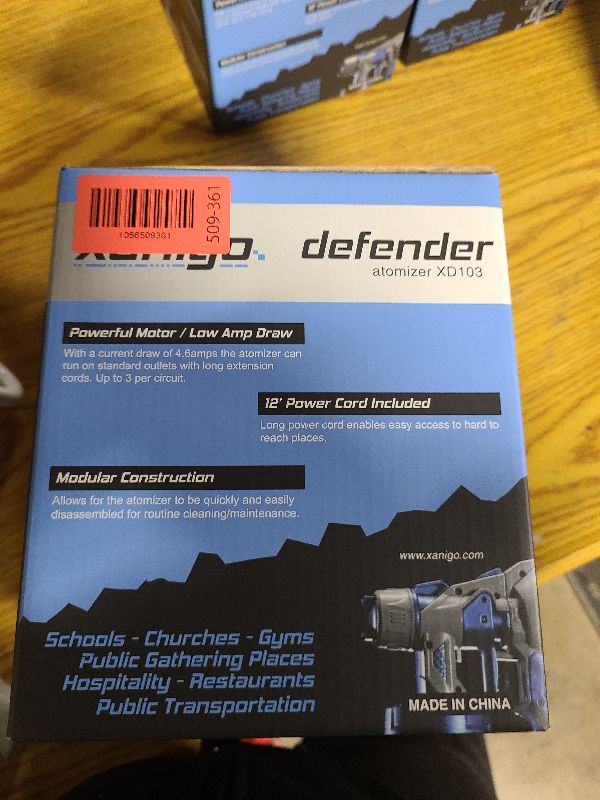 Modular Construction
1056509361
509-361
xanigo
defender
atomizer XD103
Powerful Motor / Low Amp Draw
With a current draw of 4.6amps the atomizer can
run on standard outlets with long extension
cords. Up to 3 per circuit.
12' Power Cord Included
Long power cord enables easy access to hard to
reach places.
Modular Construction
Allows for the atomizer to be quickly and easily
disassembled for routine cleaning/maintenance.
www.xanigo.com
Schools - Churches - Gyms
Public Gathering Places
Hospitality - Restaurants
Public Transportation
MADE IN CHINA